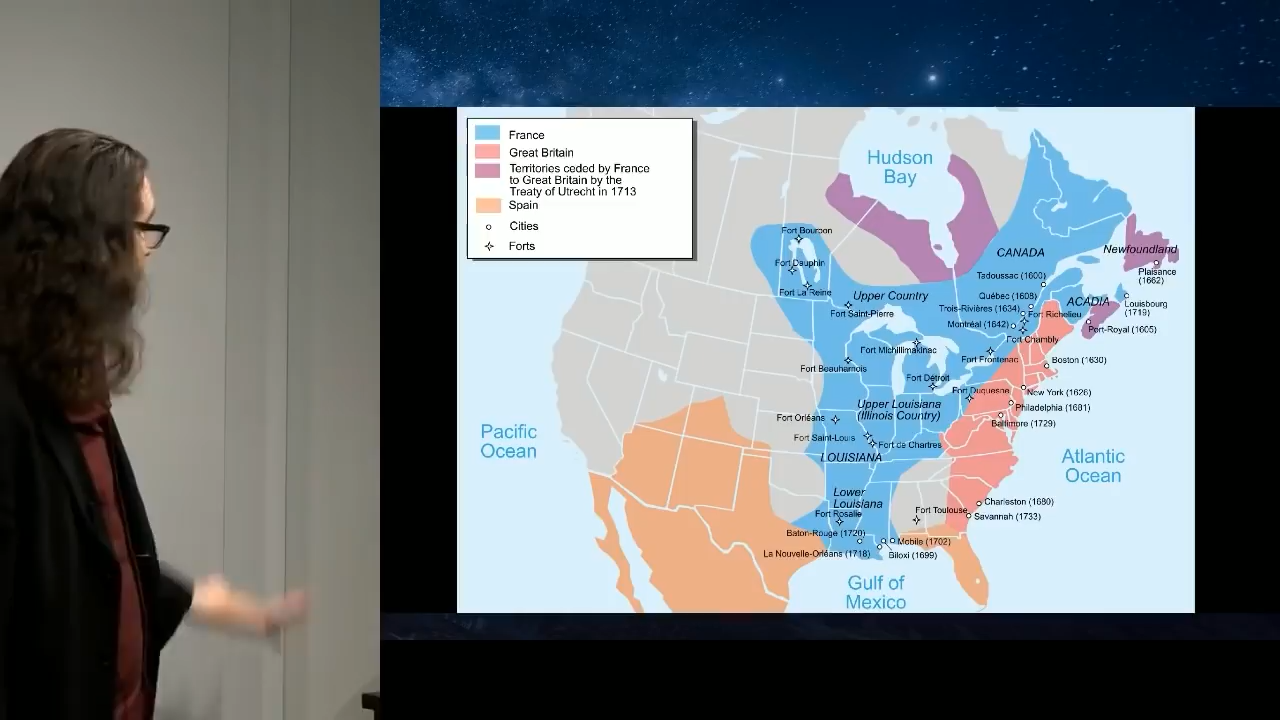 France
Great Britain
Territories ceded by France
to Great Britain by the
Treaty of Utrecht in 1713
Spain
Cities
Forts
Hudson
Bay
Fort Bourbon
CANADA
Newfoundland
Fort Dauphin
Plaisance
(1662)
Tadoussac (1600)
Fort La Reine
Upper Country
Québec (1608)
ACADIA
Louisbourg
(1719)
Trois-Rivières (1634)
Fort Richelieu
Fort Saint-Pierre
Montréal (1642)
Port-Royal (1605)
Fort Chambly
Fort Michilimakinac
Fort Frontenac
Boston (1630)
Fort Beauharnois
Fort Détroit
Fort Duquesne
New York (1626)
Upper Louisiana
(Illinois Country)
Philadelphia (1681)
Fort Orléans
Baltimore (1729)
Pacific
Ocean
Fort Saint-Louis
Fort de Chartres
LOUISIANA
Atlantic
Ocean
Lower
Louisiana
Charleston (1680)
Fort Rosalie
Fort Toulouse
Savannah (1733)
Baton-Rouge (1720)
Mobile (1702)
La Nouvelle-Orléans (1718)
Biloxi (1699)
Gulf of
Mexico